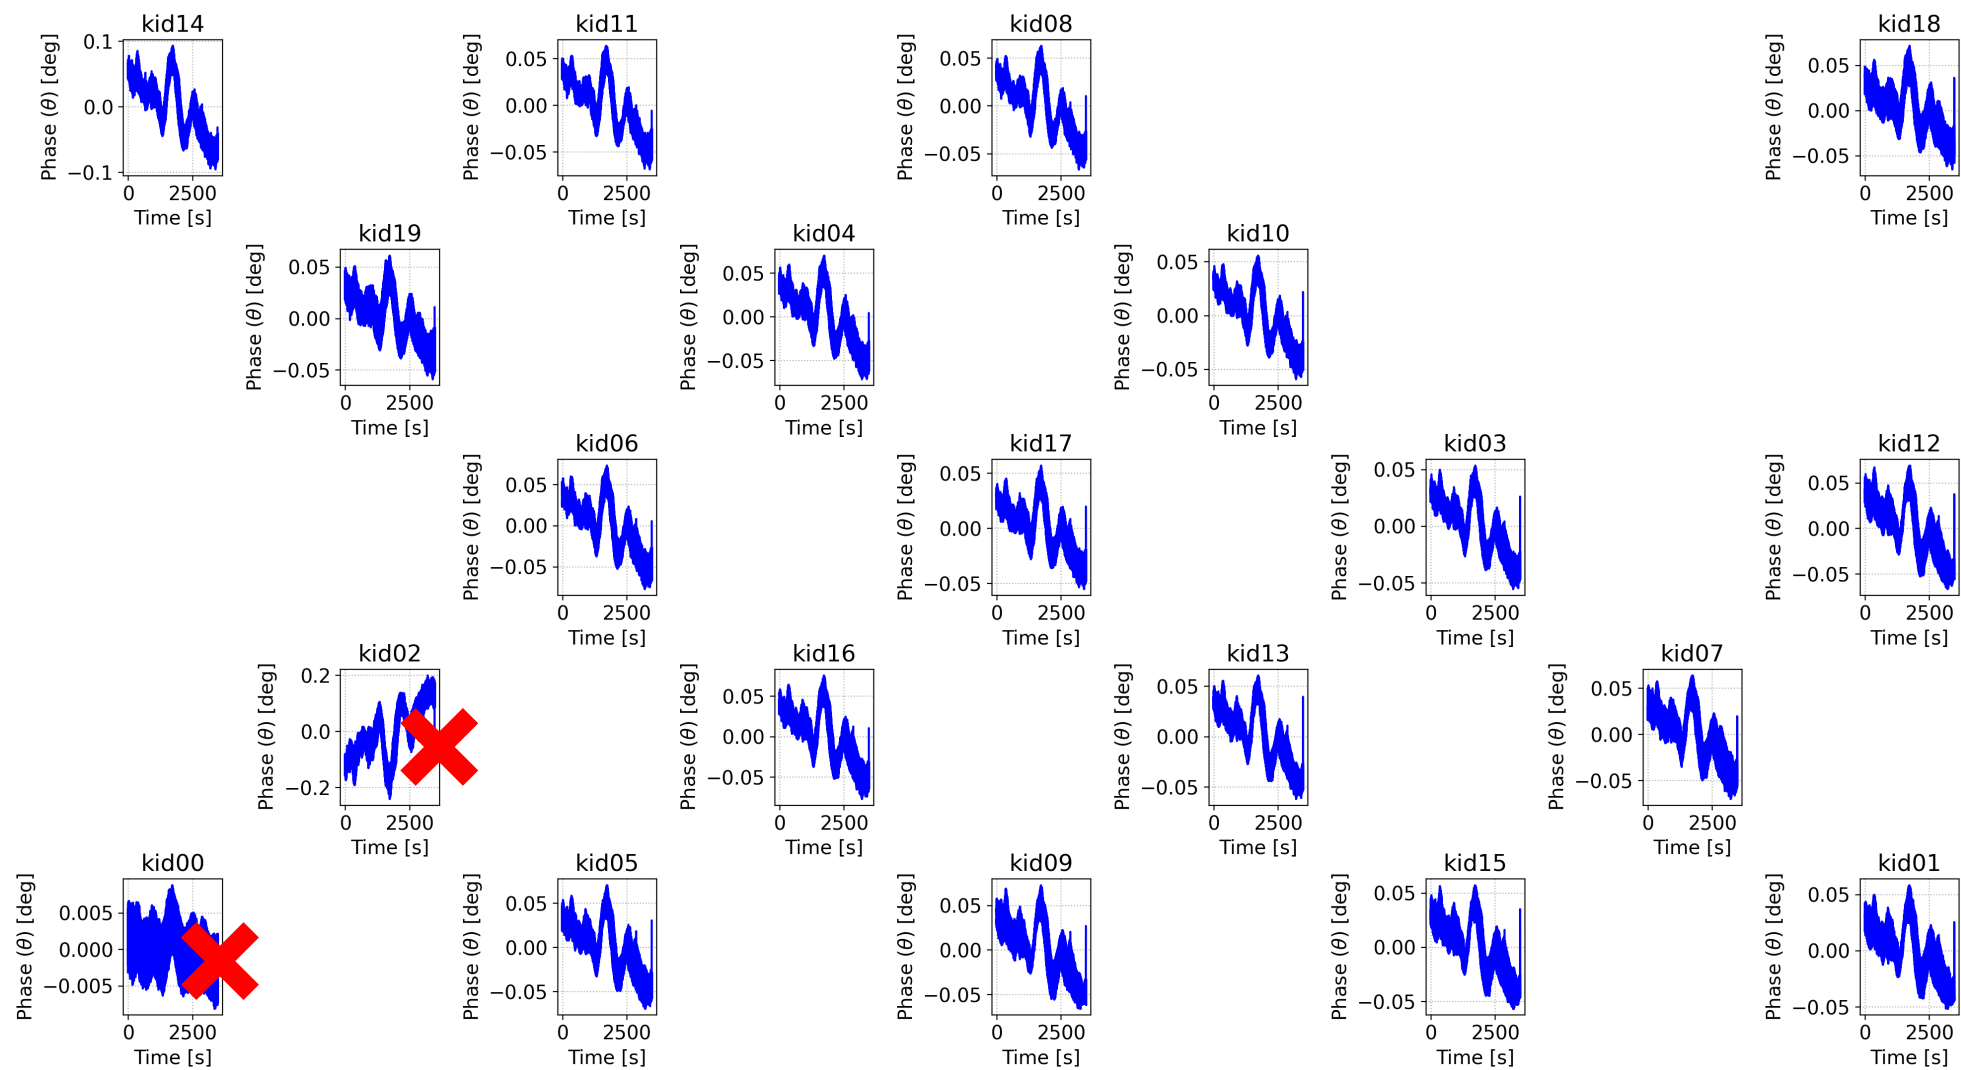 kid14 kid11 kid08 kid18
Phase (θ) [deg] 0.1 0.0 −0.1 Phase (θ) [deg] 0.05 0.00 −0.05 Phase (θ) [deg] 0.05 0.00 −0.05 Phase (θ) [deg] 0.05 0.00 −0.05
0 2500 0 2500 0 2500 0 2500
Time [s] Time [s] Time [s] Time [s]
kid19 kid04 kid10
Phase (θ) [deg] 0.05 0.00 −0.05 Phase (θ) [deg] 0.05 0.00 −0.05 Phase (θ) [deg] 0.05 0.00 −0.05
0 2500 0 2500 0 2500
Time [s] Time [s] Time [s]
kid06 kid17 kid03 kid12
Phase (θ) [deg] 0.05 0.00 −0.05 Phase (θ) [deg] 0.05 0.00 −0.05 Phase (θ) [deg] 0.05 0.00 −0.05 Phase (θ) [deg] 0.05 0.00 −0.05
0 2500 0 2500 0 2500 0 2500
Time [s] Time [s] Time [s] Time [s]
kid02 kid16 kid13 kid07
Phase (θ) [deg] 0.2 0.0 −0.2 Phase (θ) [deg] 0.05 0.00 −0.05 Phase (θ) [deg] 0.05 0.00 −0.05 Phase (θ) [deg] 0.05 0.00 −0.05
0 2500 0 2500 0 2500 0 2500
Time [s] Time [s] Time [s] Time [s]
kid00 kid05 kid09 kid15 kid01
Phase (θ) [deg] 0.005 0.000 −0.005 Phase (θ) [deg] 0.05 0.00 −0.05 Phase (θ) [deg] 0.05 0.00 −0.05 Phase (θ) [deg] 0.05 0.00 −0.05 Phase (θ) [deg] 0.05 0.00 −0.05
0 2500 0 2500 0 2500 0 2500 0 2500
Time [s] Time [s] Time [s] Time [s] Time [s]